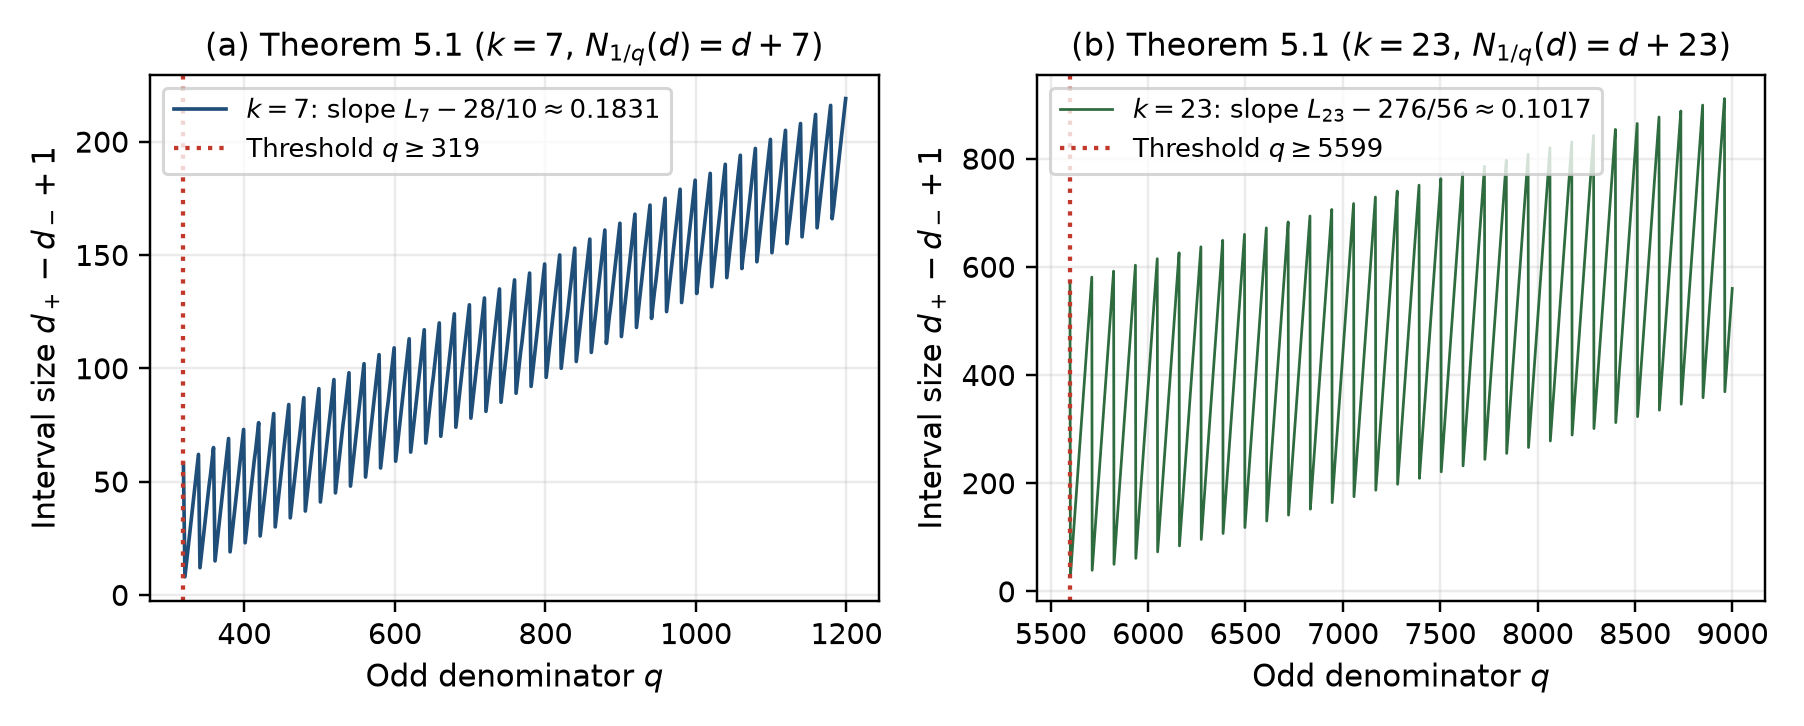 (a) Theorem 5.1 (k = 7, N₁/q(d) = d + 7)
k = 7: slope L₇ − 28/10 ≈ 0.1831
Threshold q ≥ 319
Interval size d₊ − d₋ + 1
200
150
100
50
0
400 600 800 1000 1200
Odd denominator q
(b) Theorem 5.1 (k = 23, N₁/q(d) = d + 23)
k = 23: slope L₂₃ − 276/56 ≈ 0.1017
Threshold q ≥ 5599
Interval size d₊ − d₋ + 1
800
600
400
200
0
5500 6000 6500 7000 7500 8000 8500 9000
Odd denominator q